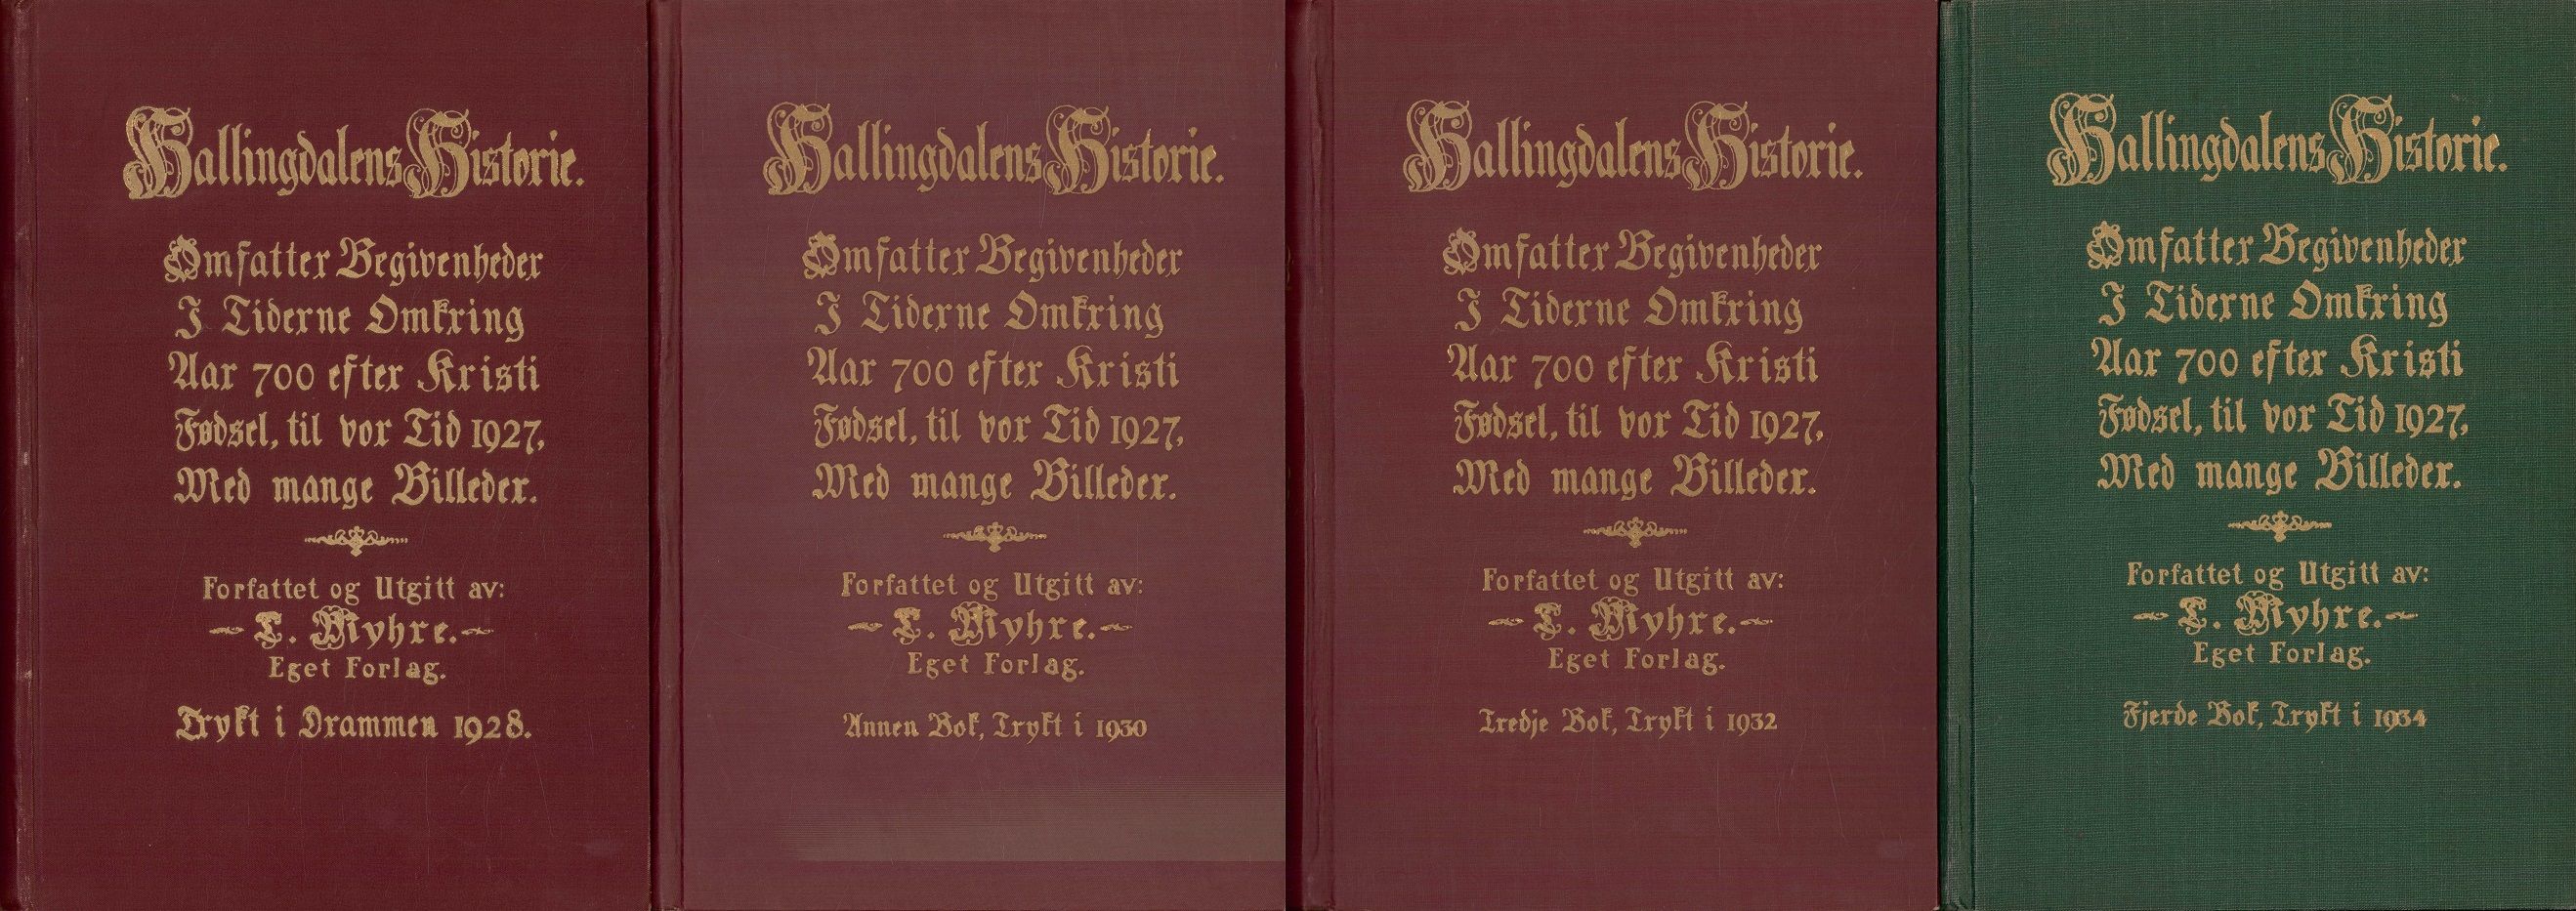 Hallingdalens Historie.
Omfatter Begivenheder
I Tiderne Omkring
Aar 700 efter Kristi
Fødsel, til vor Tid 1927,
Med mange Billeder.
Forfattet og Utgitt av:
T. Myhre.
Eget Forlag.
Trykt i Drammen 1928.
Hallingdalens Historie.
Omfatter Begivenheder
I Tiderne Omkring
Aar 700 efter Kristi
Fødsel, til vor Tid 1927,
Med mange Billeder.
Forfattet og Utgitt av:
T. Myhre.
Eget Forlag.
Annen Bok, Trykt i 1930
Hallingdalens Historie.
Omfatter Begivenheder
I Tiderne Omkring
Aar 700 efter Kristi
Fødsel, til vor Tid 1927,
Med mange Billeder.
Forfattet og Utgitt av:
T. Myhre.
Eget Forlag.
Tredje Bok, Trykt i 1932
Hallingdalens Historie.
Omfatter Begivenheder
I Tiderne Omkring
Aar 700 efter Kristi
Fødsel, til vor Tid 1927,
Med mange Billeder.
Forfattet og Utgitt av:
T. Myhre.
Eget Forlag.
Fjerde Bok, Trykt i 1934